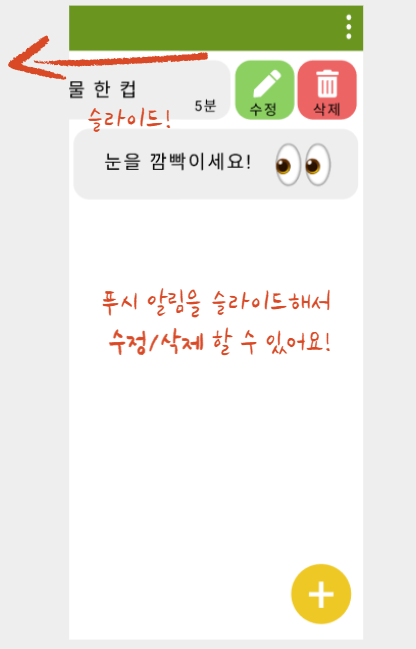 물 한 컵
5분
수정
삭제
슬라이드!
눈을 깜빡이세요!
푸시 알림을 슬라이드해서
수정/삭제 할 수 있어요!